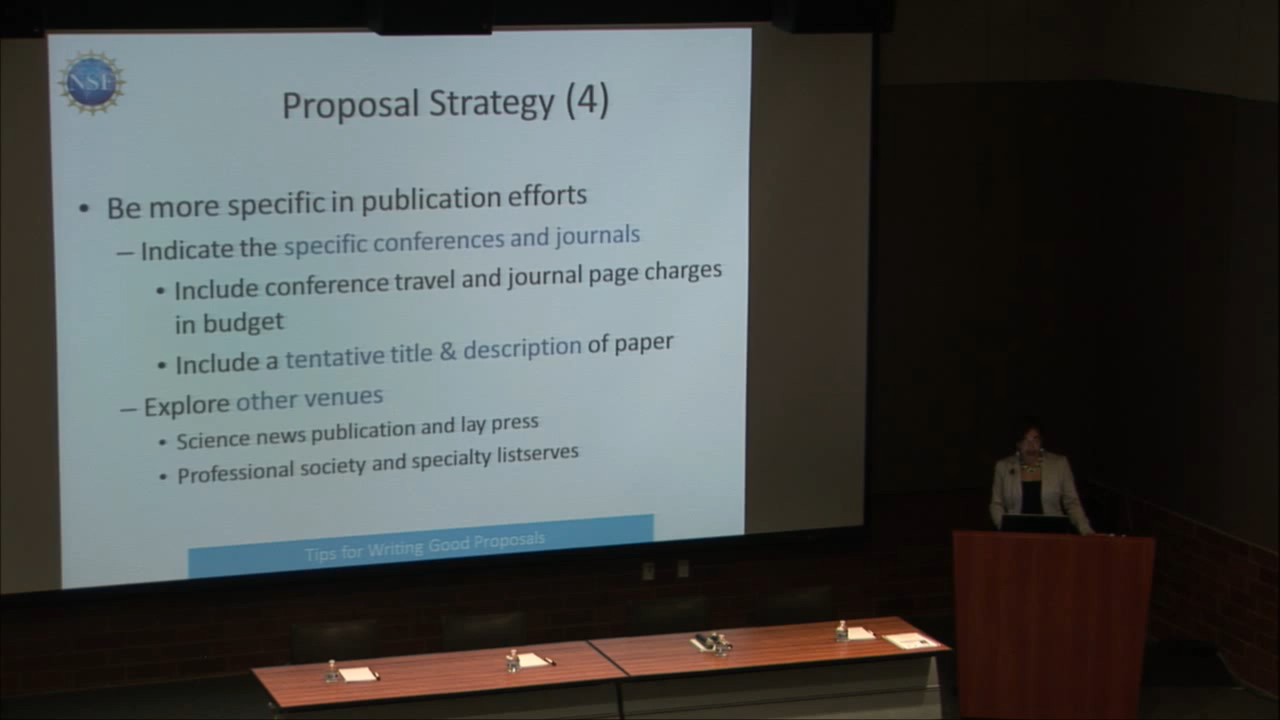 NSF
Proposal Strategy (4)
• Be more specific in publication efforts
– Indicate the specific conferences and journals
• Include conference travel and journal page charges
in budget
• Include a tentative title & description of paper
– Explore other venues
• Science news publication and lay press
• Professional society and specialty listserves
Tips for Writing Good Proposals